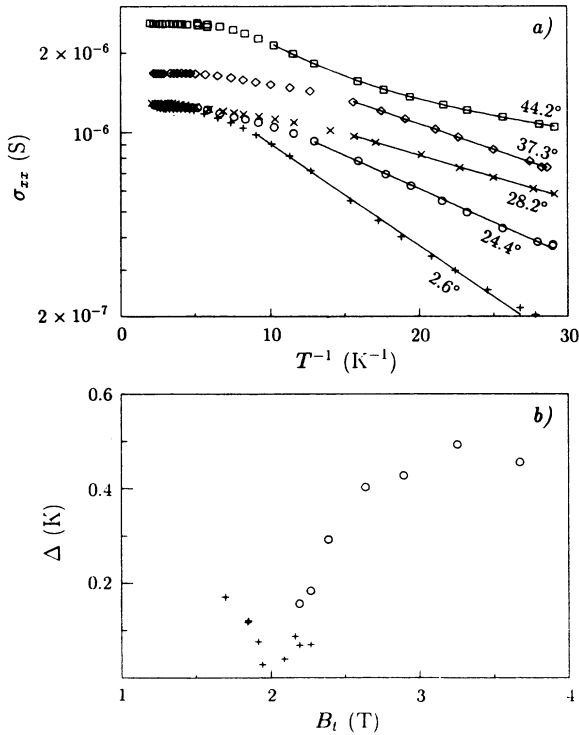 a)
2 × 10⁻⁶
10⁻⁶
2 × 10⁻⁷
σxx (S)
44.2°
37.3°
28.2°
24.4°
2.6°
0 10 20 30
T⁻¹ (K⁻¹)
b)
0.6
0.4
0.2
Δ (K)
1 2 3 4
Bt (T)